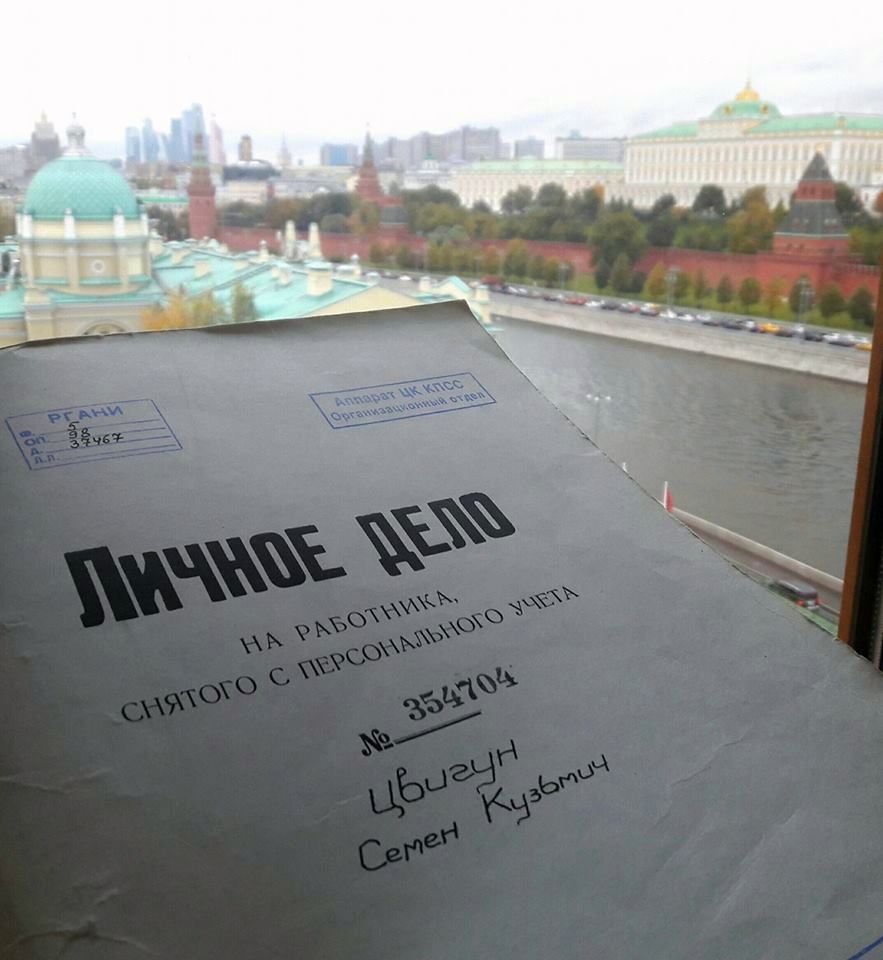 РГАНИ
Ф. 5
ОП. 98
Д. 37467
Л.Л.
Аппарат ЦК КПСС
Организационный отдел
Личное дело
НА РАБОТНИКА,
СНЯТОГО С ПЕРСОНАЛЬНОГО УЧЕТА
№ 354704
Цвигун
Семен Кузьмич